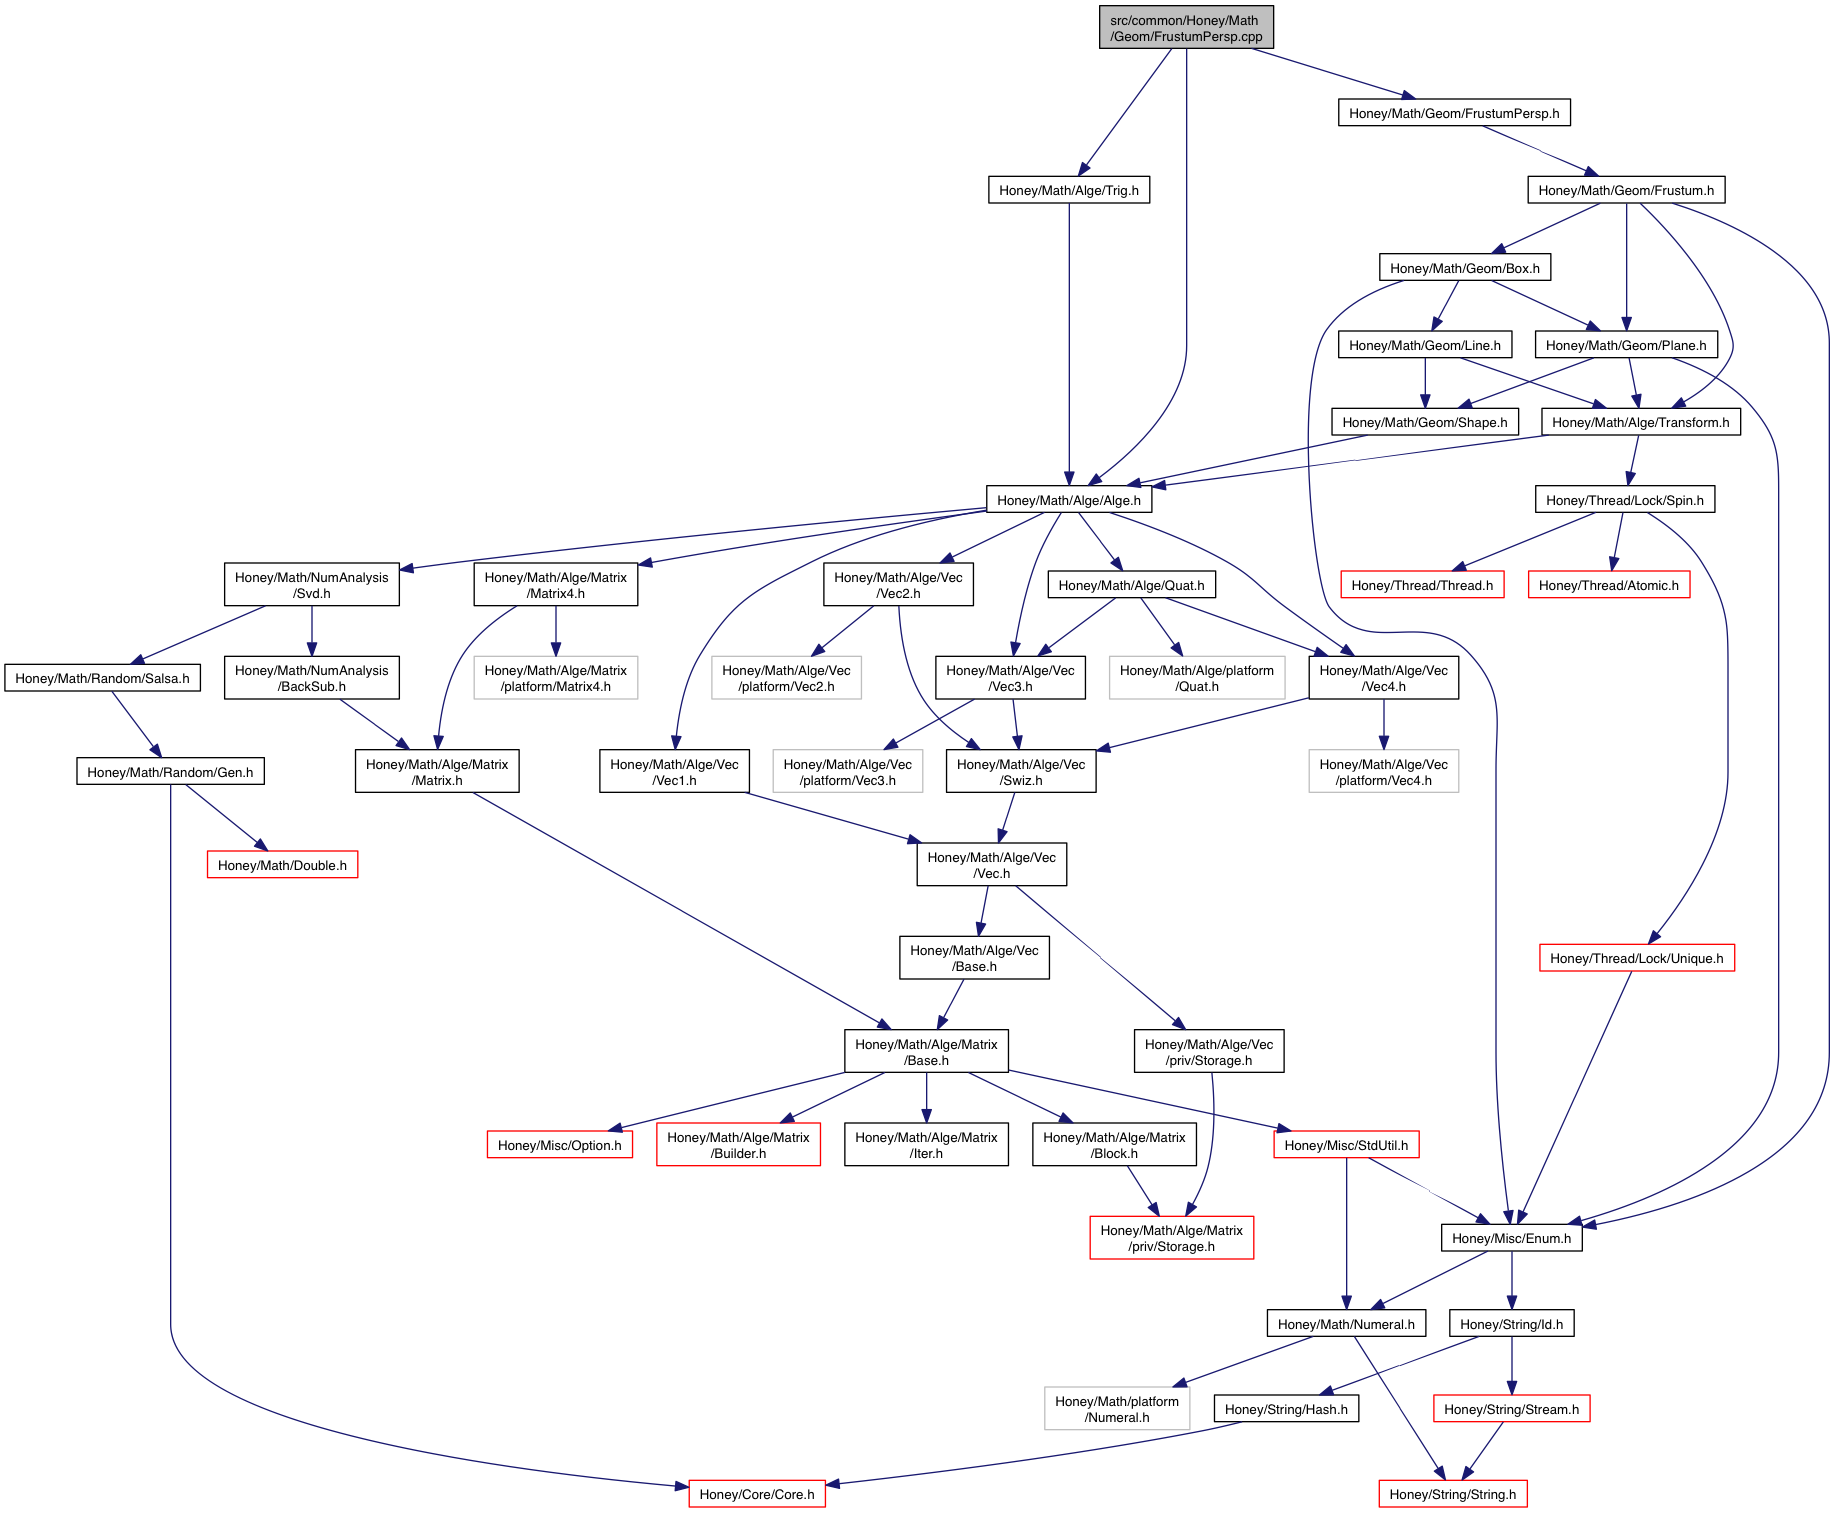 src/common/Honey/Math
/Geom/FrustumPersp.cpp
Honey/Math/Geom/FrustumPersp.h
Honey/Math/Alge/Trig.h
Honey/Math/Geom/Frustum.h
Honey/Math/Geom/Box.h
Honey/Math/Geom/Line.h
Honey/Math/Geom/Plane.h
Honey/Math/Geom/Shape.h
Honey/Math/Alge/Transform.h
Honey/Math/Alge/Alge.h
Honey/Thread/Lock/Spin.h
Honey/Math/NumAnalysis
/Svd.h
Honey/Math/Alge/Matrix
/Matrix4.h
Honey/Math/Alge/Vec
/Vec2.h
Honey/Math/Alge/Quat.h
Honey/Thread/Thread.h
Honey/Thread/Atomic.h
Honey/Math/Random/Salsa.h
Honey/Math/NumAnalysis
/BackSub.h
Honey/Math/Alge/Matrix
/platform/Matrix4.h
Honey/Math/Alge/Vec
/platform/Vec2.h
Honey/Math/Alge/Vec
/Vec3.h
Honey/Math/Alge/platform
/Quat.h
Honey/Math/Alge/Vec
/Vec4.h
Honey/Math/Random/Gen.h
Honey/Math/Alge/Matrix
/Matrix.h
Honey/Math/Alge/Vec
/Vec1.h
Honey/Math/Alge/Vec
/platform/Vec3.h
Honey/Math/Alge/Vec
/Swiz.h
Honey/Math/Alge/Vec
/platform/Vec4.h
Honey/Math/Double.h
Honey/Math/Alge/Vec
/Vec.h
Honey/Math/Alge/Vec
/Base.h
Honey/Thread/Lock/Unique.h
Honey/Math/Alge/Matrix
/Base.h
Honey/Math/Alge/Vec
/priv/Storage.h
Honey/Misc/Option.h
Honey/Math/Alge/Matrix
/Builder.h
Honey/Math/Alge/Matrix
/Iter.h
Honey/Math/Alge/Matrix
/Block.h
Honey/Misc/StdUtil.h
Honey/Math/Alge/Matrix
/priv/Storage.h
Honey/Misc/Enum.h
Honey/Math/Numeral.h
Honey/String/Id.h
Honey/Math/platform
/Numeral.h
Honey/String/Hash.h
Honey/String/Stream.h
Honey/Core/Core.h
Honey/String/String.h